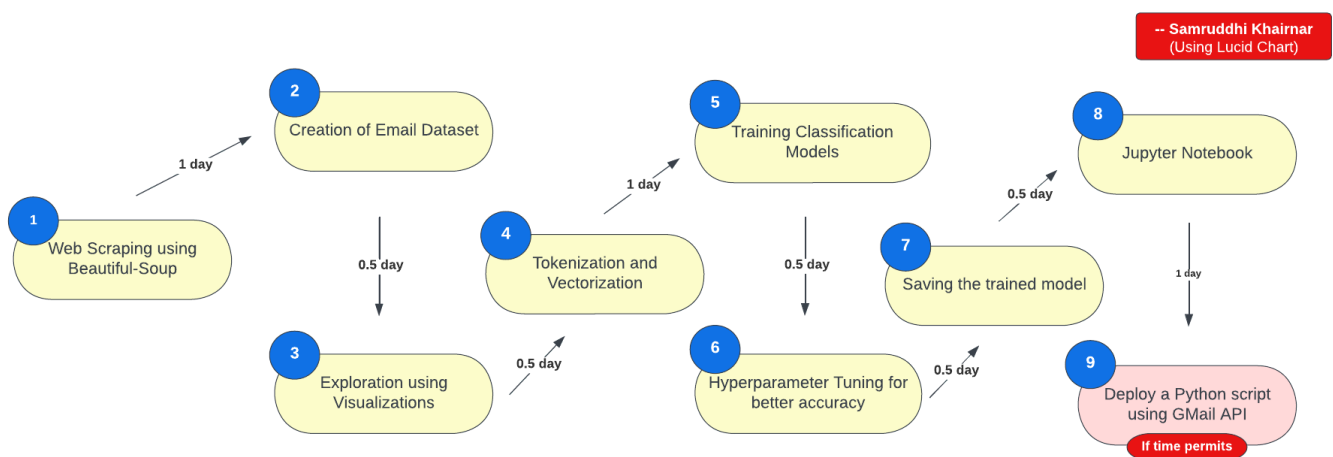 -- Samruddhi Khairnar
(Using Lucid Chart)
1
Web Scraping using
Beautiful-Soup
1 day
2
Creation of Email Dataset
0.5 day
3
Exploration using
Visualizations
0.5 day
4
Tokenization and
Vectorization
1 day
5
Training Classification
Models
0.5 day
6
Hyperparameter Tuning for
better accuracy
0.5 day
7
Saving the trained model
0.5 day
8
Jupyter Notebook
1 day
9
Deploy a Python script
using GMail API
If time permits